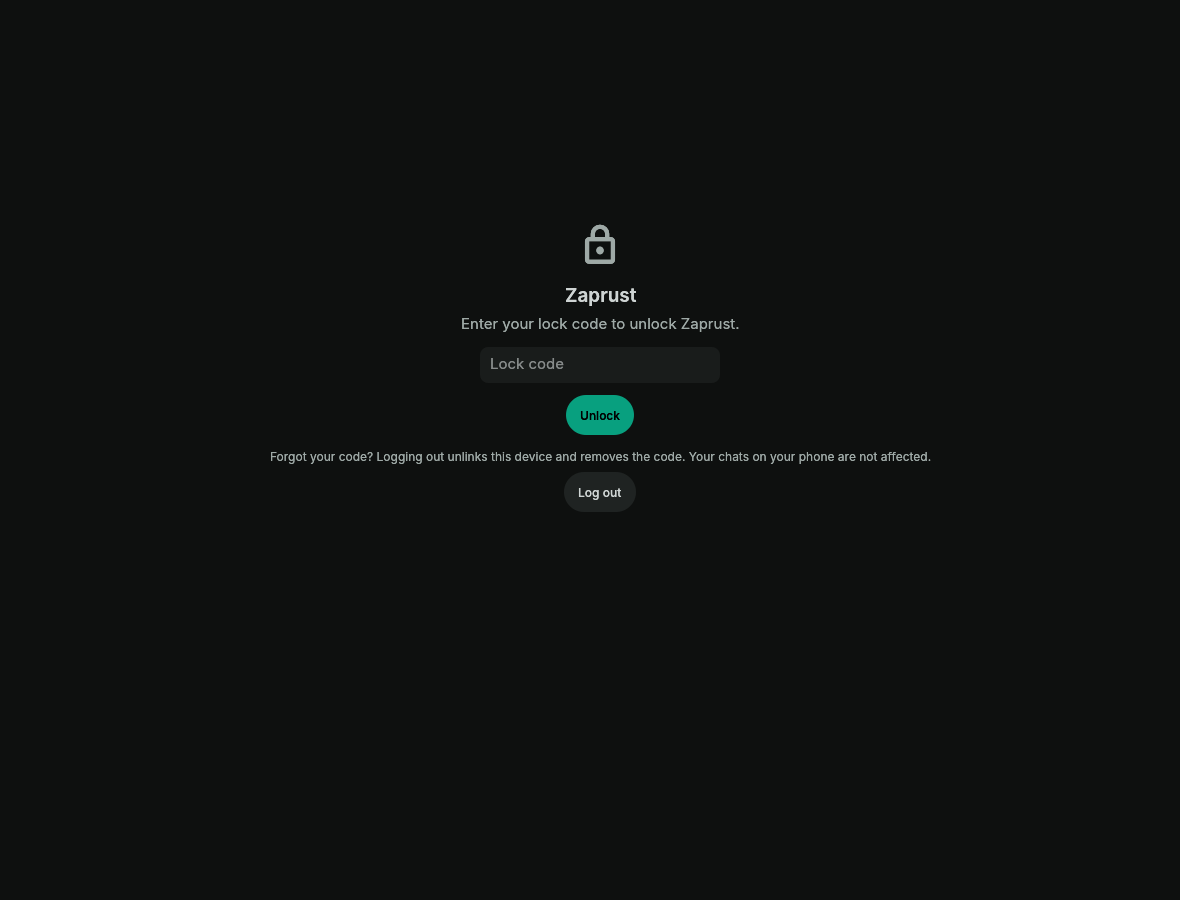 Zaprust
Enter your lock code to unlock Zaprust.
Lock code
Unlock
Forgot your code? Logging out unlinks this device and removes the code. Your chats on your phone are not affected.
Log out